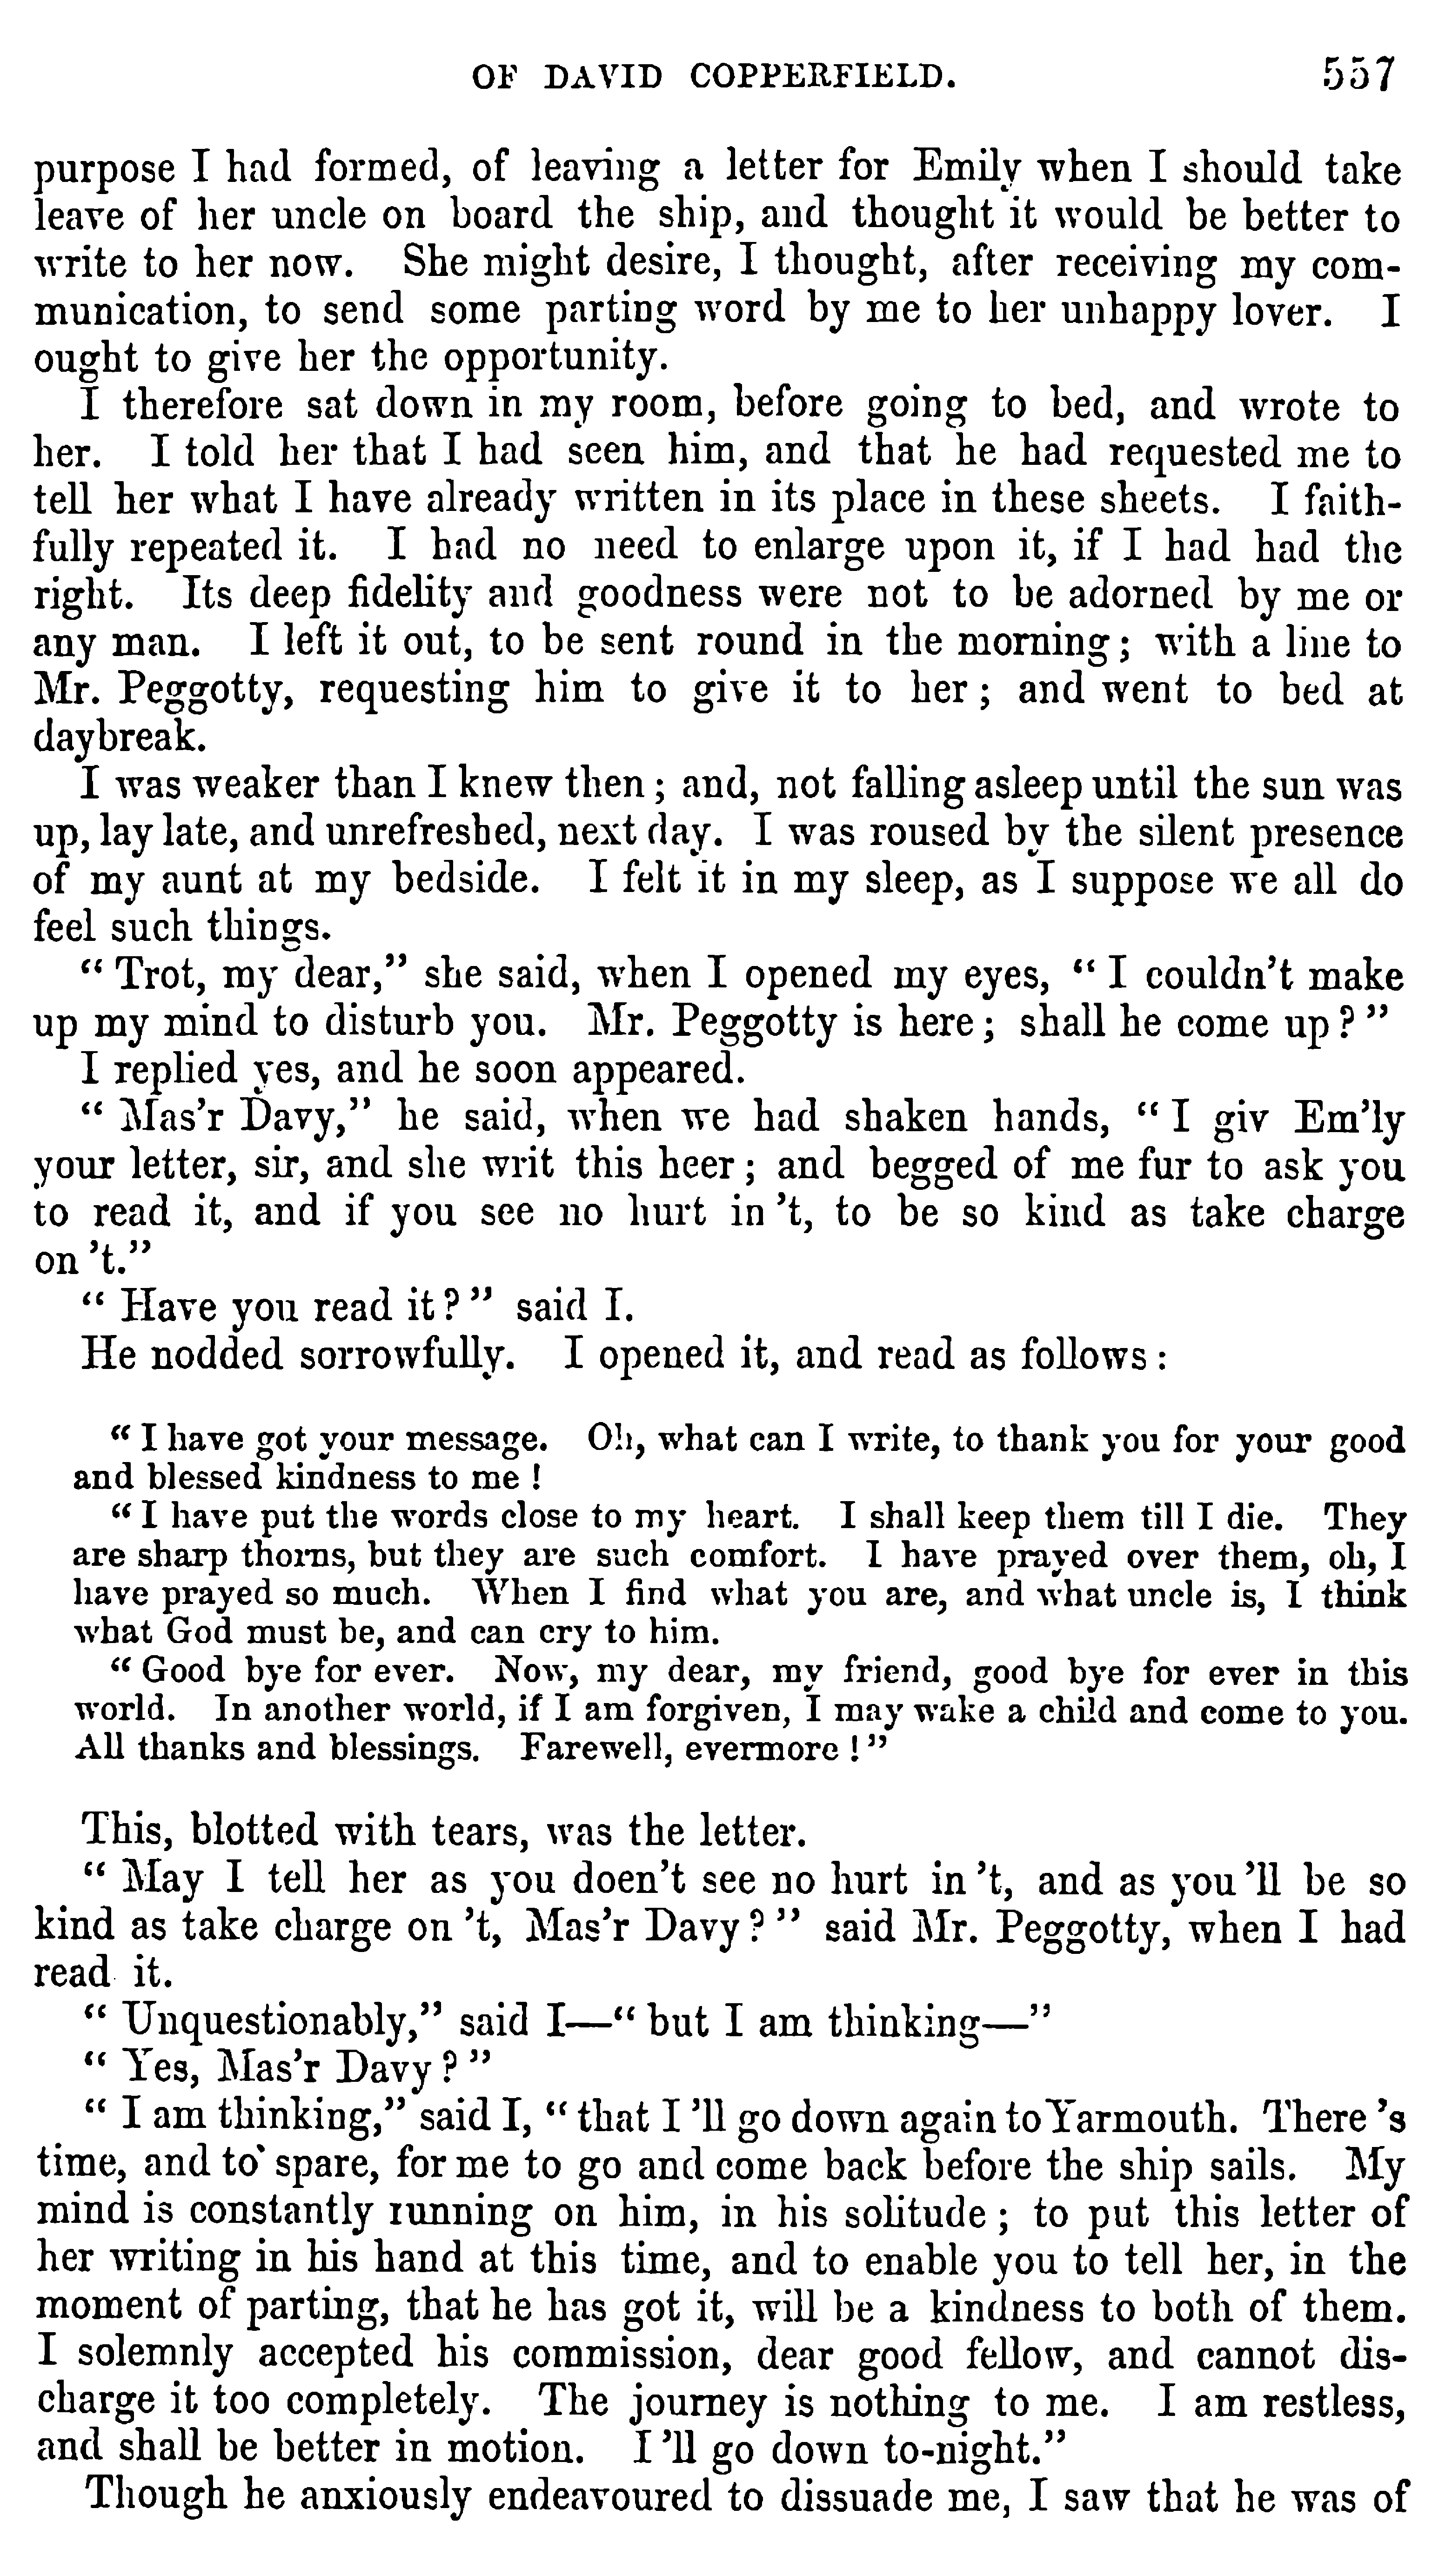 OF DAVID COPPERFIELD. 557
purpose I had formed, of leaving a letter for Emily when I should take
leave of her uncle on board the ship, and thought it would be better to
write to her now. She might desire, I thought, after receiving my com-
munication, to send some parting word by me to her unhappy lover. I
ought to give her the opportunity.
I therefore sat down in my room, before going to bed, and wrote to
her. I told her that I had seen him, and that he had requested me to
tell her what I have already written in its place in these sheets. I faith-
fully repeated it. I had no need to enlarge upon it, if I had had the
right. Its deep fidelity and goodness were not to be adorned by me or
any man. I left it out, to be sent round in the morning; with a line to
Mr. Peggotty, requesting him to give it to her; and went to bed at
daybreak.
I was weaker than I knew then; and, not falling asleep until the sun was
up, lay late, and unrefreshed, next day. I was roused by the silent presence
of my aunt at my bedside. I felt it in my sleep, as I suppose we all do
feel such things.
“Trot, my dear,” she said, when I opened my eyes, “I couldn’t make
up my mind to disturb you. Mr. Peggotty is here; shall he come up?”
I replied yes, and he soon appeared.
“Mas’r Davy,” he said, when we had shaken hands, “I giv Em’ly
your letter, sir, and she writ this heer; and begged of me fur to ask you
to read it, and if you see no hurt in ’t, to be so kind as take charge
on ’t.”
“Have you read it?” said I.
He nodded sorrowfully. I opened it, and read as follows:
“I have got your message. Oh, what can I write, to thank you for your good
and blessed kindness to me!
“I have put the words close to my heart. I shall keep them till I die. They
are sharp thorns, but they are such comfort. I have prayed over them, oh, I
have prayed so much. When I find what you are, and what uncle is, I think
what God must be, and can cry to him.
“Good bye for ever. Now, my dear, my friend, good bye for ever in this
world. In another world, if I am forgiven, I may wake a child and come to you.
All thanks and blessings. Farewell, evermore!”
This, blotted with tears, was the letter.
“May I tell her as you doen’t see no hurt in ’t, and as you ’ll be so
kind as take charge on ’t, Mas’r Davy?” said Mr. Peggotty, when I had
read it.
“Unquestionably,” said I—“but I am thinking—”
“Yes, Mas’r Davy?”
“I am thinking,” said I, “that I ’ll go down again to Yarmouth. There ’s
time, and to spare, for me to go and come back before the ship sails. My
mind is constantly running on him, in his solitude; to put this letter of
her writing in his hand at this time, and to enable you to tell her, in the
moment of parting, that he has got it, will be a kindness to both of them.
I solemnly accepted his commission, dear good fellow, and cannot dis-
charge it too completely. The journey is nothing to me. I am restless,
and shall be better in motion. I ’ll go down to-night.”
Though he anxiously endeavoured to dissuade me, I saw that he was of